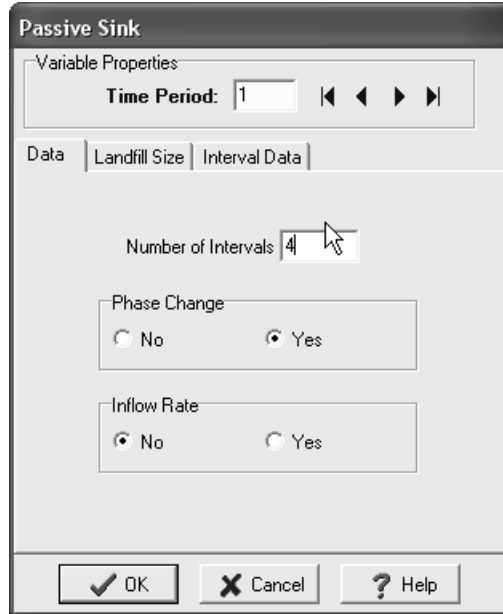 Passive Sink
Variable Properties
Time Period: 1
Data Landfill Size Interval Data
Number of Intervals 4
Phase Change
No Yes
Inflow Rate
No Yes
OK Cancel ? Help